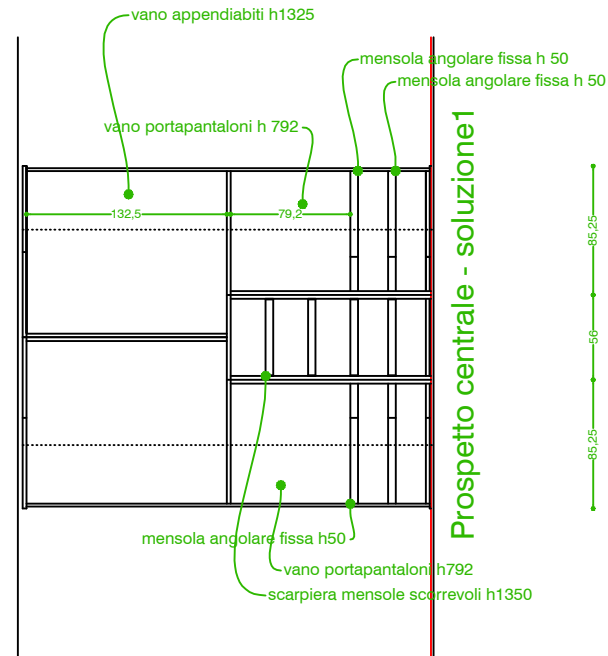 vano appendiabiti h1325
mensola angolare fissa h 50
mensola angolare fissa h 50
vano portapantaloni h 792
132,5
79,2
Prospetto centrale - soluzione1
85,25
56
85,25
mensola angolare fissa h50
vano portapantaloni h792
scarpiera mensole scorrevoli h1350